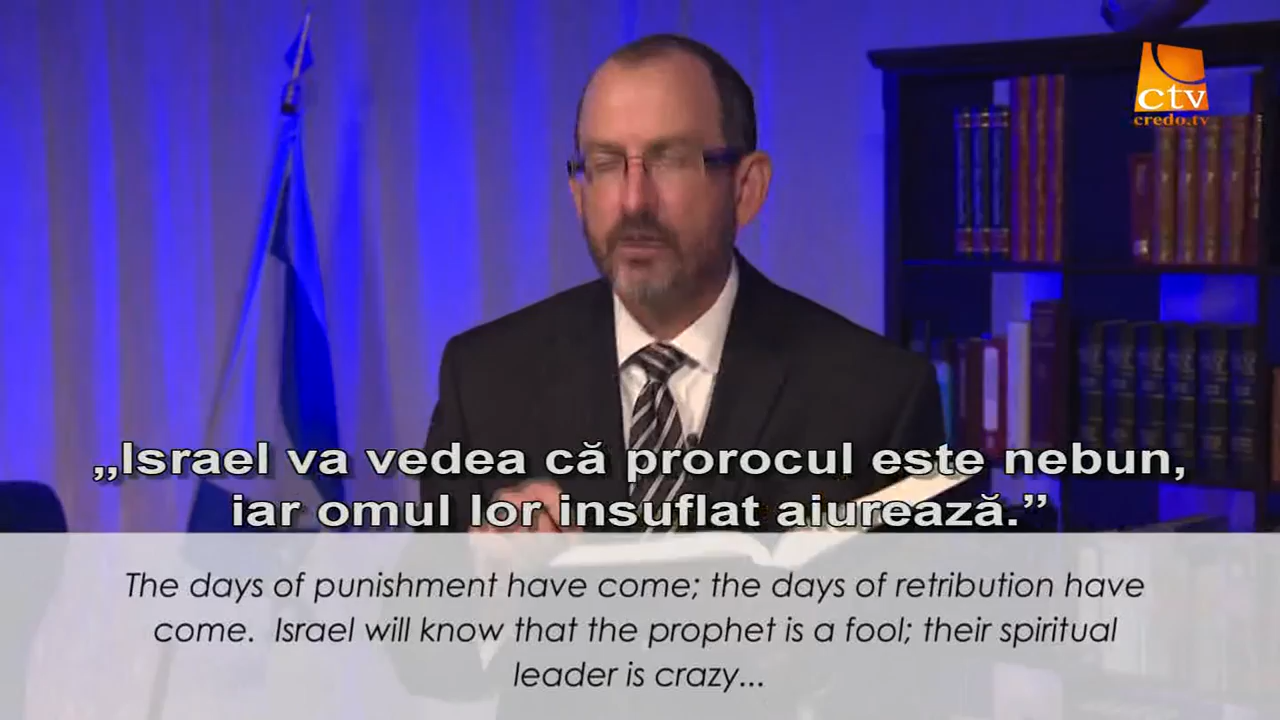 ctv
credo.tv
„Israel va vedea că prorocul este nebun,
iar omul lor insuflat aiurează.”
The days of punishment have come; the days of retribution have
come. Israel will know that the prophet is a fool; their spiritual
leader is crazy...